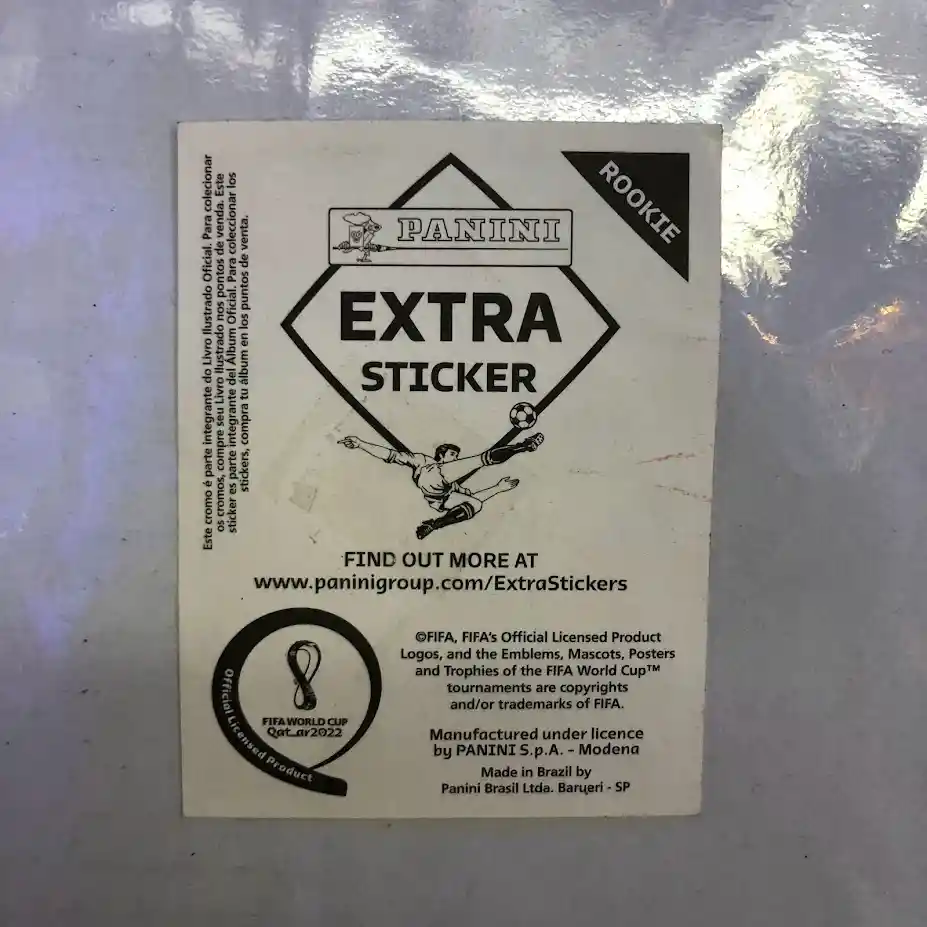 Este cromo é parte integrante do Livro Ilustrado Oficial. Para colecionar
os cromos, compre seu Livro Ilustrado nos pontos de venda. Este
sticker es parte integrante del Álbum Oficial. Para coleccionar los
stickers, compra tu álbum en los puntos de venta.
PANINI
ROOKIE
EXTRA
STICKER
FIND OUT MORE AT
www.paninigroup.com/ExtraStickers
Official Licensed Product
FIFA WORLD CUP
Qatar2022
©FIFA, FIFA's Official Licensed Product
Logos, and the Emblems, Mascots, Posters
and Trophies of the FIFA World Cup™
tournaments are copyrights
and/or trademarks of FIFA.
Manufactured under licence
by PANINI S.p.A. - Modena
Made in Brazil by
Panini Brasil Ltda. Barueri - SP